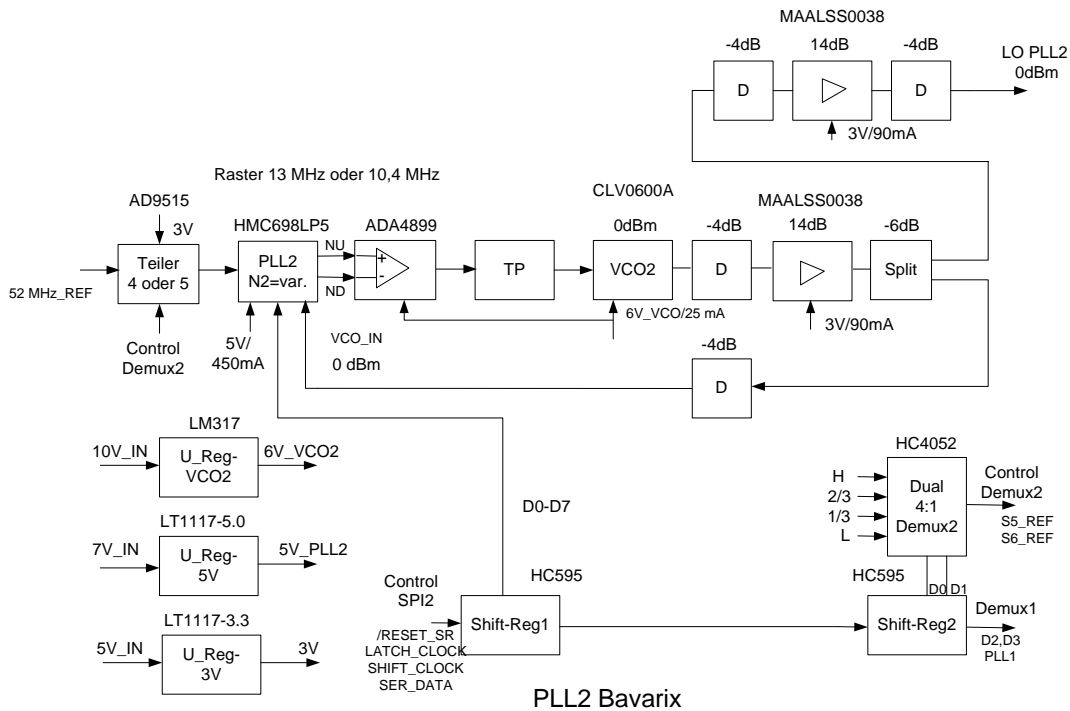 MAALSS0038
-4dB
14dB
-4dB
LO PLL2
0dBm
D
D
3V/90mA
Raster 13 MHz oder 10,4 MHz
AD9515
3V
HMC698LP5
ADA4899
CLV0600A
MAALSS0038
0dBm
-4dB
14dB
-6dB
52 MHz_REF
Teiler
4 oder 5
PLL2
N2=var.
NU
ND
+
-
TP
VCO2
D
Split
6V_VCO/25 mA
3V/90mA
Control
Demux2
5V/
450mA
VCO_IN
0 dBm
-4dB
D
LM317
10V_IN
U_Reg-
VCO2
6V_VCO2
LT1117-5.0
7V_IN
U_Reg-
5V
5V_PLL2
LT1117-3.3
5V_IN
U_Reg-
3V
3V
D0-D7
Control
SPI2
/RESET_SR
LATCH_CLOCK
SHIFT_CLOCK
SER_DATA
HC595
Shift-Reg1
HC4052
H
2/3
1/3
L
Dual
4:1
Demux2
Control
Demux2
S5_REF
S6_REF
HC595
D0
D1
Shift-Reg2
Demux1
D2,D3
PLL1
PLL2 Bavarix